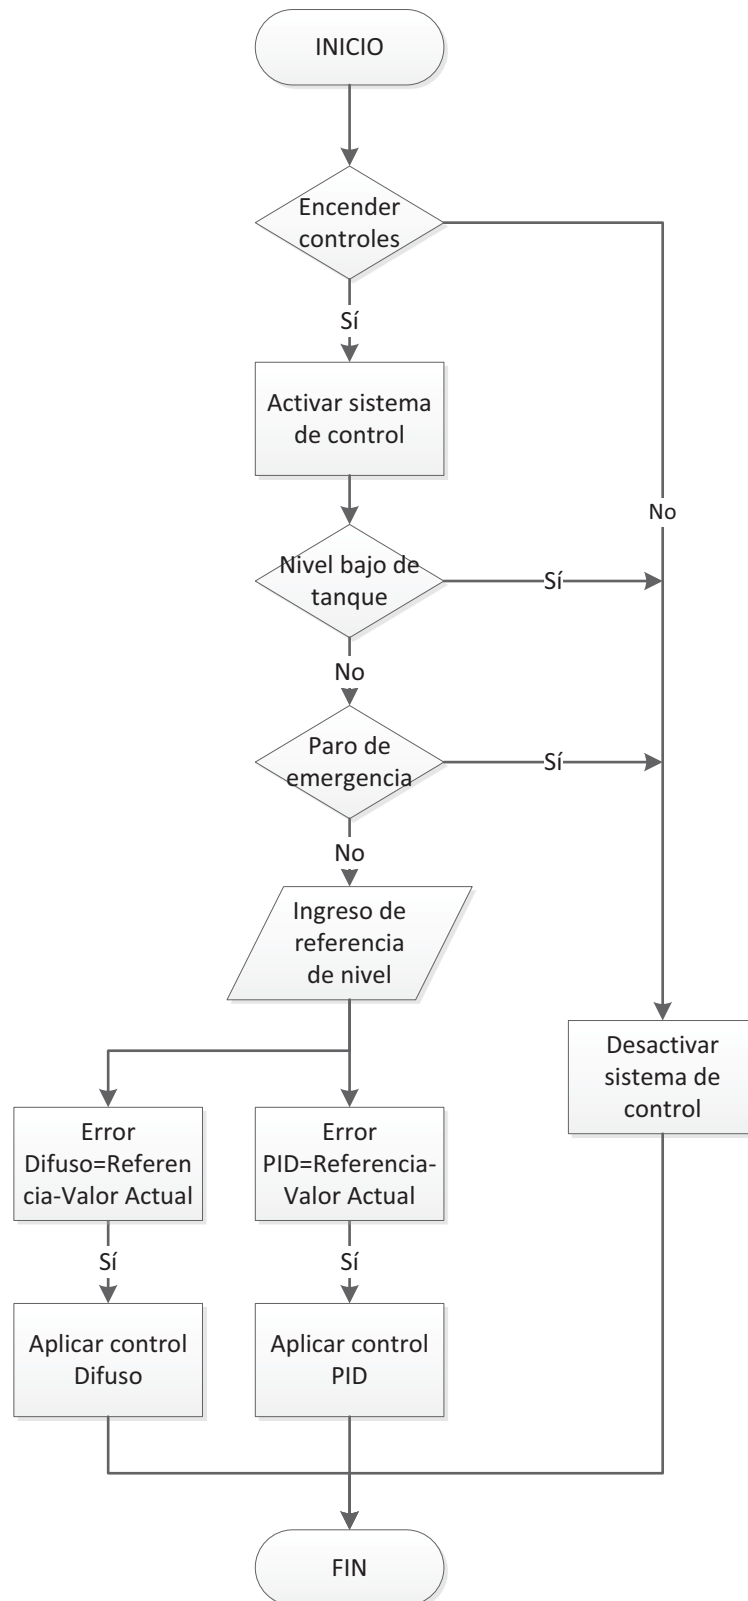 INICIO
Encender
controles
Sí
Activar sistema
de control
No
Nivel bajo de
tanque
Sí
No
Paro de
emergencia
Sí
No
Ingreso de
referencia
de nivel
Desactivar
sistema de
control
Error
Difuso=Referen
cia-Valor Actual
Error
PID=Referencia-
Valor Actual
Sí
Sí
Aplicar control
Difuso
Aplicar control
PID
FIN